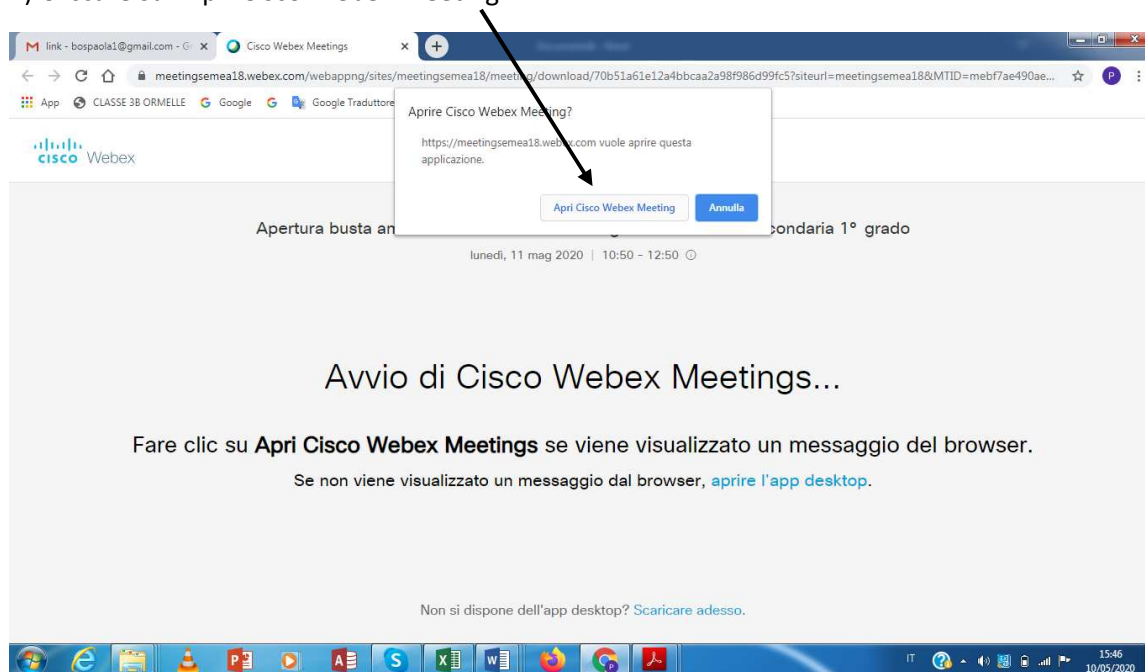 link - bospaola1@gmail.com - G
Cisco Webex Meetings
meetingsemea18.webex.com/webappng/sites/meetingsemea18/meeting/download/70b51a61e12a4bbcaa2a98f986d99fc5?siteurl=meetingsemea18&MTID=mebf7ae490ae...
P
App CLASSE 3B ORMELLE Google Google Traduttore
Aprire Cisco Webex Meeting?
https://meetingsemea18.webex.com vuole aprire questa
applicazione.
Apri Cisco Webex Meeting Annulla
cisco Webex
Apertura busta 1° grado
lunedì, 11 mag 2020 | 10:50 - 12:50
Avvio di Cisco Webex Meetings...
Fare clic su Apri Cisco Webex Meetings se viene visualizzato un messaggio del browser.
Se non viene visualizzato un messaggio dal browser, aprire l'app desktop.
Non si dispone dell'app desktop? Scaricare adesso.
IT 15:46
10/05/2020